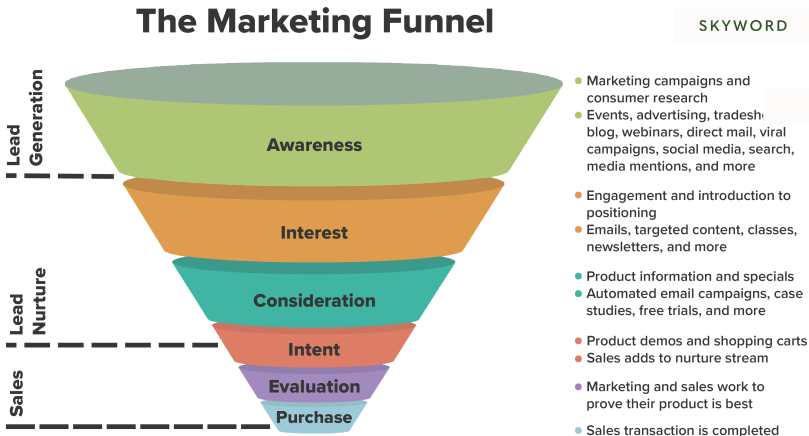 The Marketing Funnel
SKYWORD
Lead
Generation
Awareness
Marketing campaigns and
consumer research
Events, advertising,
blog, webinars, direct mail, viral
campaigns, social media, search,
media mentions, and more
Interest
Engagement and introduction to
positioning
Emails, targeted content, classes,
newsletters, and more
Lead
Nurture
Consideration
Product information and specials
Automated email campaigns, case
studies, free trials, and more
Intent
Product demos and shopping carts
Sales adds to nurture stream
Sales
Evaluation
Marketing and sales work to
prove their product is best
Purchase
Sales transaction is completed